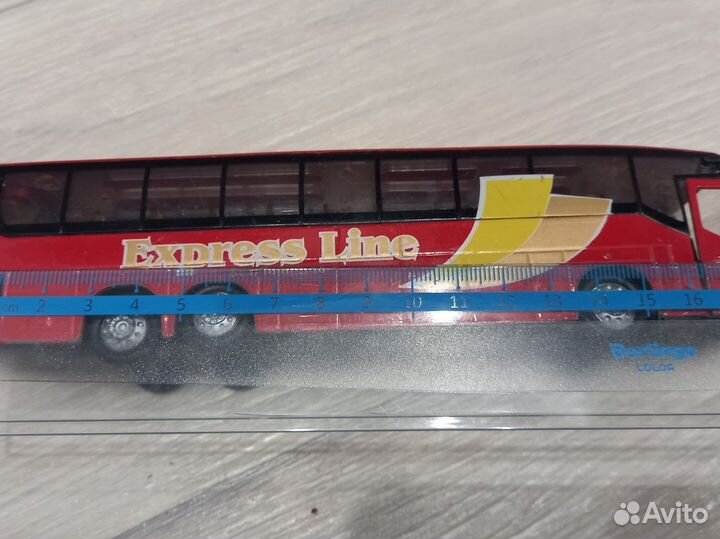 Express Line
cm 2 3 4 5 6 7 8 9 10 11 12 13 14 15 16
Berlingo
COLOR
Avito